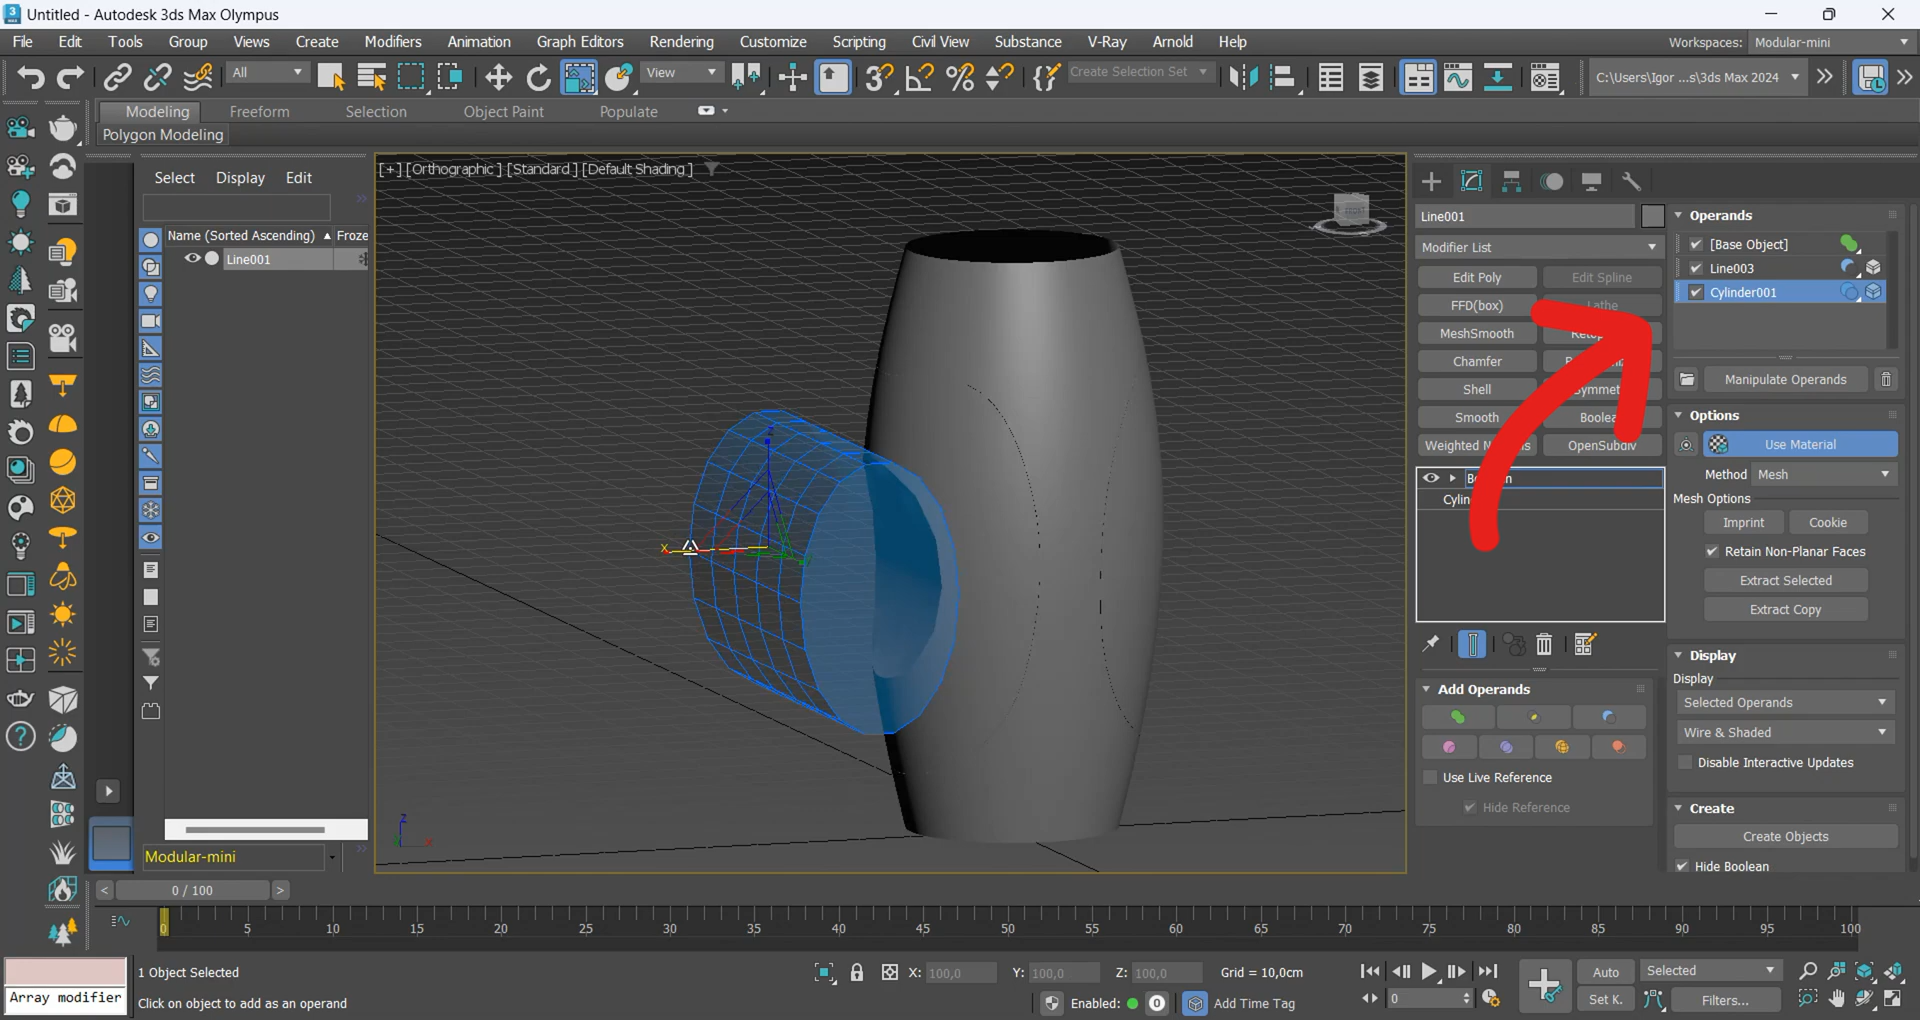 Untitled - Autodesk 3ds Max Olympus
File Edit Tools Group Views Create Modifiers Animation Graph Editors Rendering Customize Scripting Civil View Substance V-Ray Arnold Help Workspaces: Modular-mini
All View Create Selection Set C:\Users\Igor ...s\3ds Max 2024
Modeling Freeform Selection Object Paint Populate
Polygon Modeling
Select Display Edit
Name (Sorted Ascending) Froze
Line001
[+] [Orthographic ] [Standard ] [Default Shading ]
FRONT
Line001
Modifier List
Edit Poly Edit Spline
FFD(box) Lathe
MeshSmooth
Chamfer
Shell
Smooth
Weighted OpenSubdiv
Operands
[Base Object]
Line003
Cylinder001
Manipulate Operands
Options
Use Material
Method Mesh
Mesh Options
Imprint Cookie
Retain Non-Planar Faces
Extract Selected
Extract Copy
Display
Display
Selected Operands
Wire & Shaded
Disable Interactive Updates
Create
Create Objects
Hide Boolean
Add Operands
Use Live Reference
Hide Reference
x
z
z
x
Modular-mini
< 0 / 100 >
0 5 10 15 20 25 30 35 40 45 50 55 60 65 70 75 80 85 90 95 100
1 Object Selected
Click on object to add as an operand
Array modifier
X: 100,0 Y: 100,0 Z: 100,0 Grid = 10,0cm
Enabled: 0 Add Time Tag
0
Auto Selected
Set K. Filters...